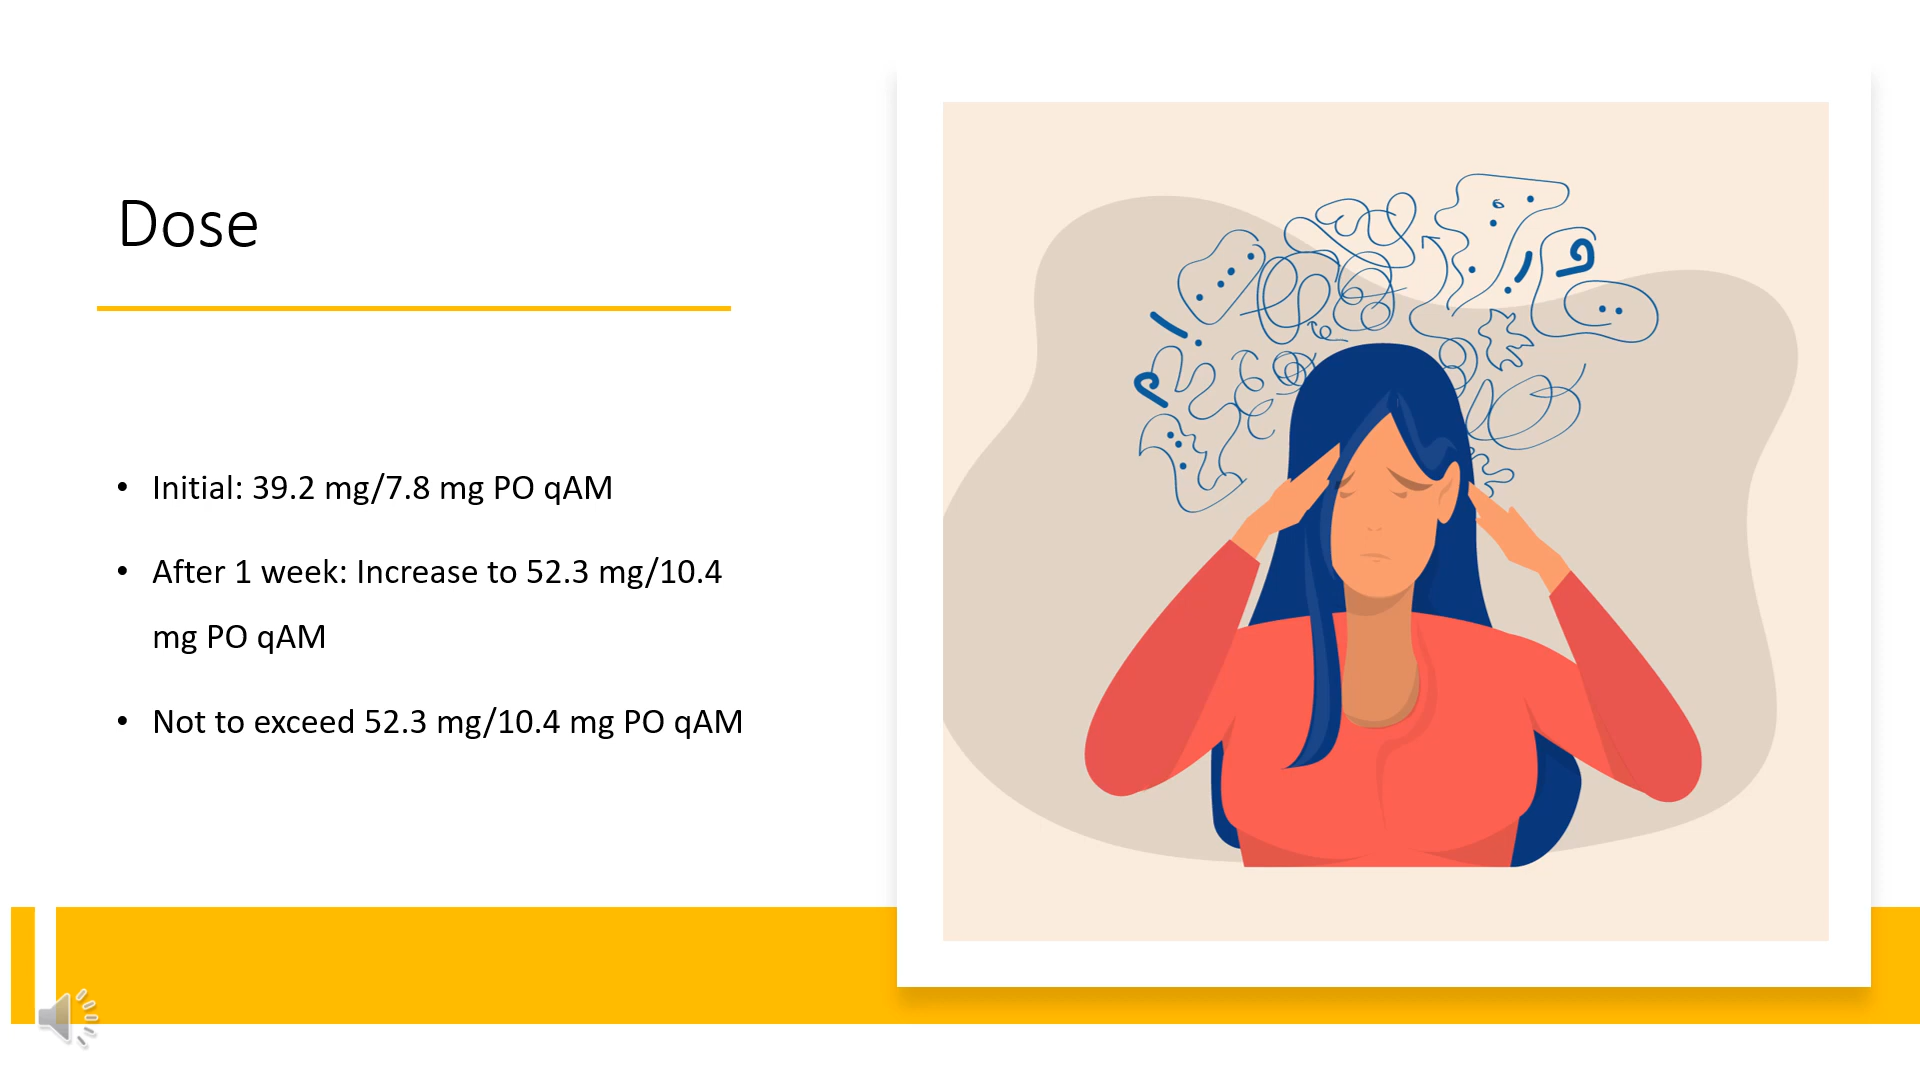 Dose
• Initial: 39.2 mg/7.8 mg PO qAM
• After 1 week: Increase to 52.3 mg/10.4
mg PO qAM
• Not to exceed 52.3 mg/10.4 mg PO qAM